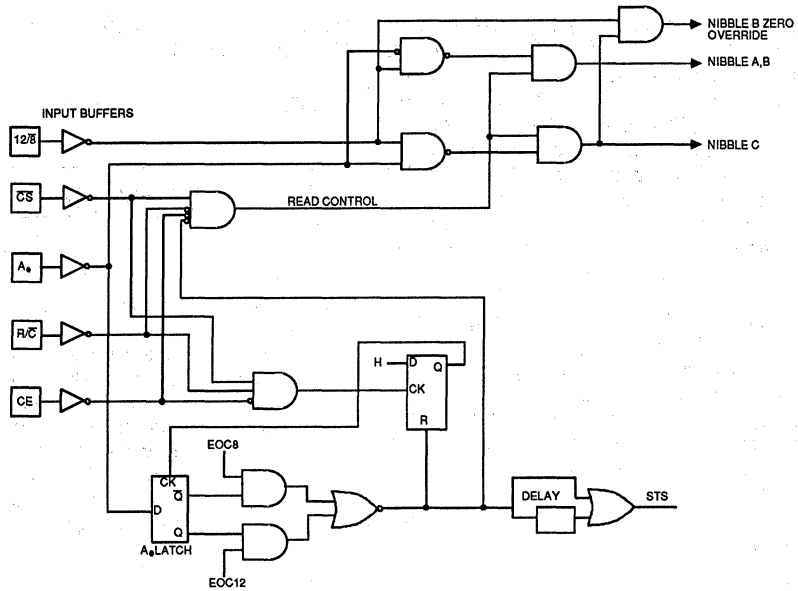 NIBBLE B ZERO
OVERRIDE
NIBBLE A,B
INPUT BUFFERS
12/8̅
NIBBLE C
C̅S̅
READ CONTROL
A₀
R/C̅
H
D
Q
CK
CE
R
EOC8
CK
Q̅
D
Q
DELAY
STS
A₀LATCH
EOC12